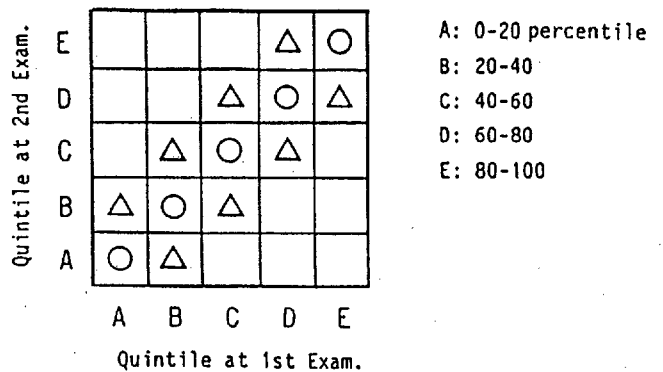 Quintile at 2nd Exam.
E
D
C
B
A
A B C D E
Quintile at 1st Exam.
A: 0-20 percentile
B: 20-40
C: 40-60
D: 60-80
E: 80-100